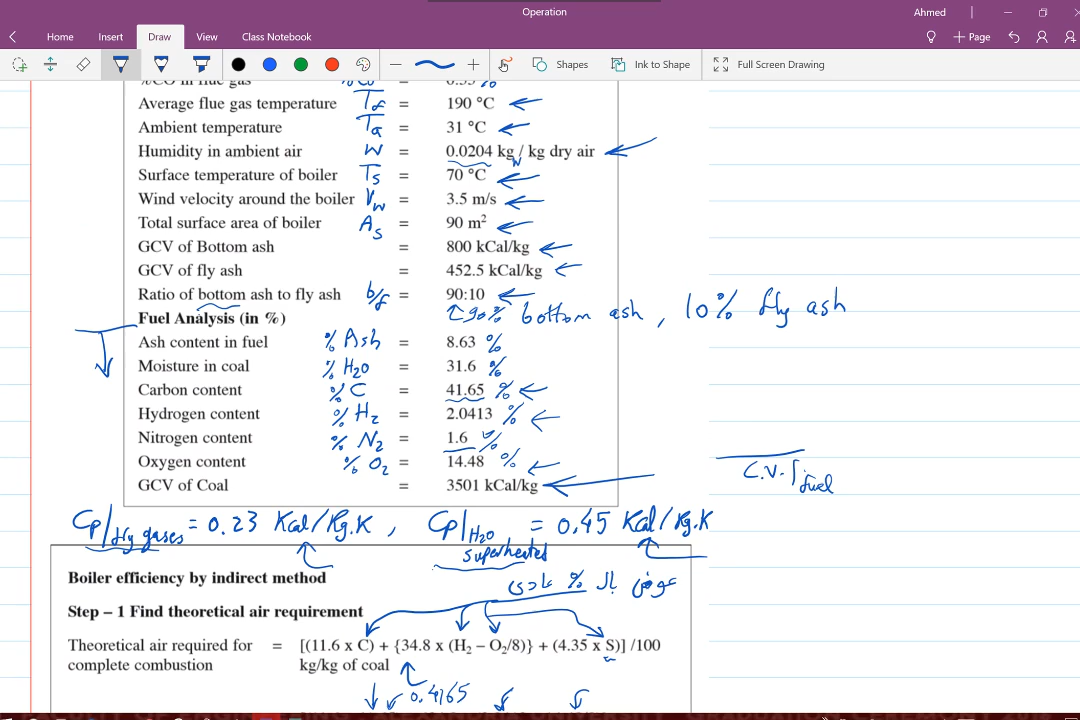 Operation
Ahmed
Home Insert Draw View Class Notebook
Page
Shapes Ink to Shape Full Screen Drawing
%CO in flue gas %CO = 0.55 %
Average flue gas temperature Tf = 190 °C
Ambient temperature Ta = 31 °C
Humidity in ambient air W = 0.0204 kgw / kg dry air
Surface temperature of boiler Ts = 70 °C
Wind velocity around the boiler Vw = 3.5 m/s
Total surface area of boiler As = 90 m²
GCV of Bottom ash = 800 kCal/kg
GCV of fly ash = 452.5 kCal/kg
Ratio of bottom ash to fly ash b/f = 90:10
90% bottom ash, 10% fly ash
Fuel Analysis (in %)
Ash content in fuel % Ash = 8.63 %
Moisture in coal % H2O = 31.6 %
Carbon content % C = 41.65 %
Hydrogen content % H2 = 2.0413 %
Nitrogen content % N2 = 1.6 %
Oxygen content % O2 = 14.48 %
GCV of Coal = 3501 kCal/kg
C.V.|fuel
Cp|dry gases = 0.23 Kcal/Kg.K , Cp|H2O superheated = 0.45 Kcal/Kg.K
Boiler efficiency by indirect method
عوض بال % عادى
Step – 1 Find theoretical air requirement
Theoretical air required for = [(11.6 x C) + {34.8 x (H₂ – O₂/8)} + (4.35 x S)] /100
complete combustion kg/kg of coal
0.4165